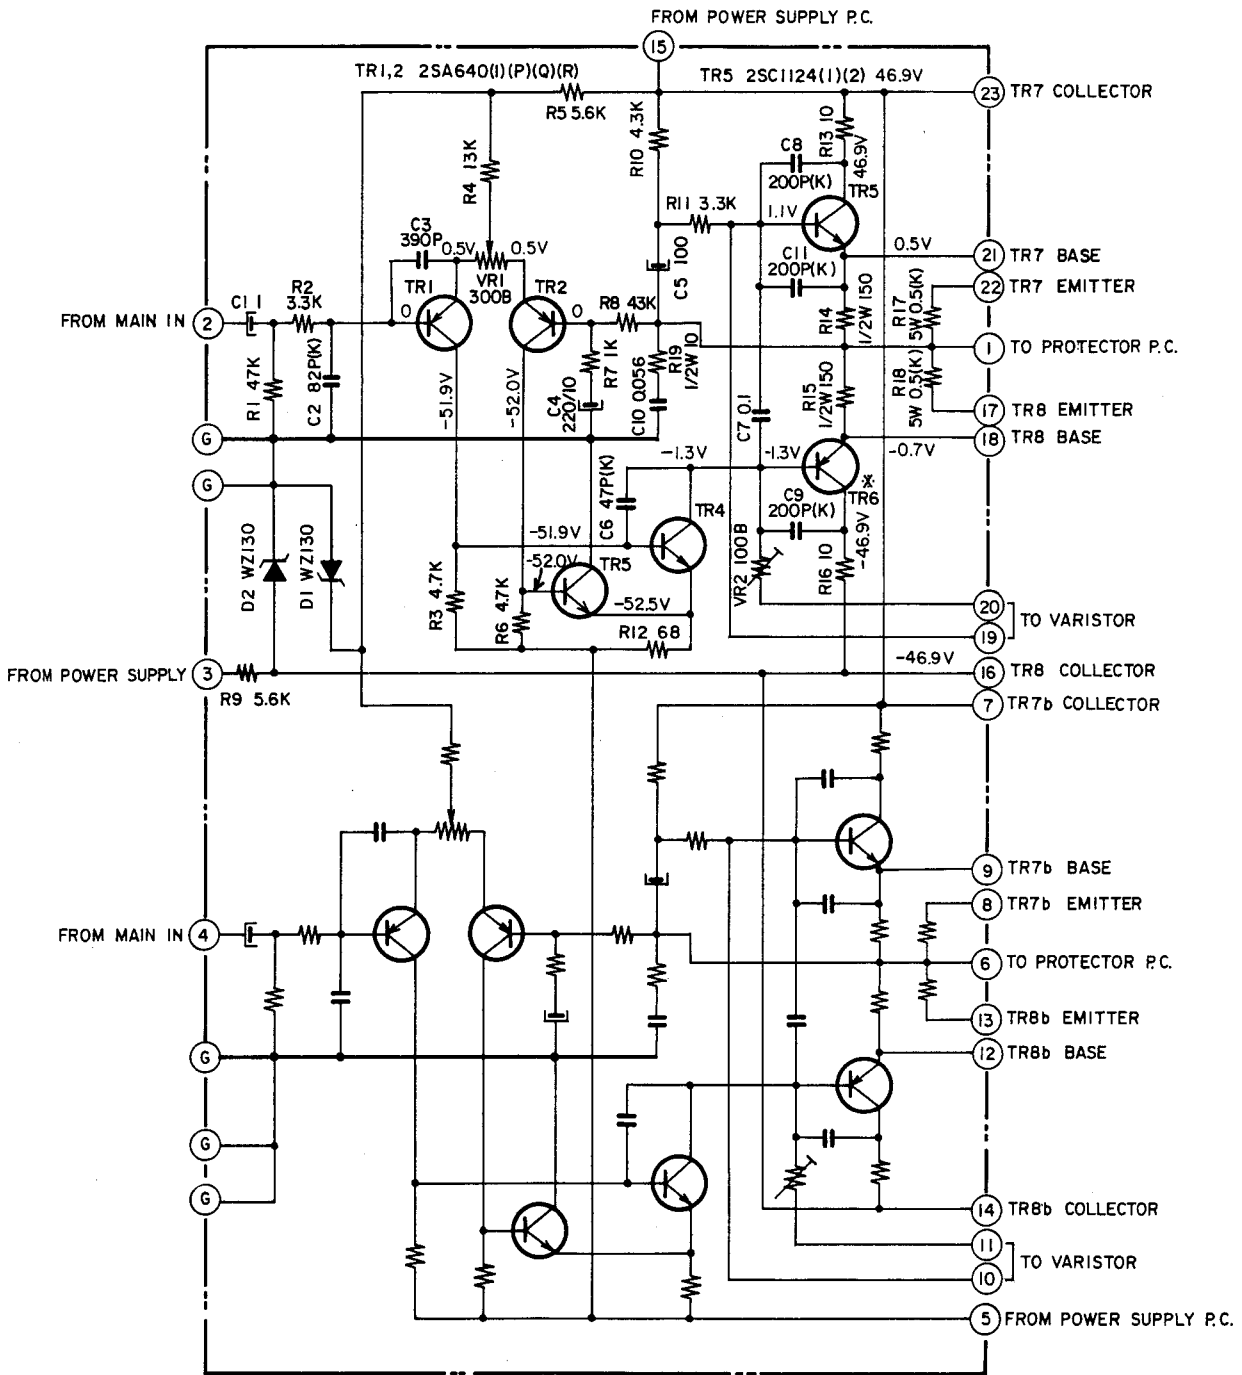 FROM POWER SUPPLY P.C.
15
TR1,2 2SA640(1)(P)(Q)(R)
TR5 2SC1124(1)(2) 46.9V
23 TR7 COLLECTOR
R5 5.6K
R10 4.3K
R13 10
46.9V
C8
200P(K)
TR5
R4 13K
R11 3.3K
1.1V
C3
390P
0.5V
0.5V
VR1
300B
C5 100
C11
200P(K)
0.5V
21 TR7 BASE
22 TR7 EMITTER
R14
1/2W 150
R17
5W 0.5(K)
FROM MAIN IN 2
C1 1
R2
3.3K
0
TR1
TR2
0
R8 43K
1 TO PROTECTOR P.C.
R1 47K
C2 82P(K)
-51.9V
-52.0V
R7 1K
C4
220/10
C10 0.056
R19
1/2W 10
C7 0.1
R15
1/2W 150
R18
5W 0.5(K)
17 TR8 EMITTER
G
18 TR8 BASE
-0.7V
-1.3V
-1.3V
※
TR6
G
C6 47P(K)
TR4
C9
200P(K)
-46.9V
D2 WZ130
D1 WZ130
-51.9V
-52.0V
TR5
VR2 100B
R16 10
R3 4.7K
R6 4.7K
-52.5V
R12 68
20
19
TO VARISTOR
FROM POWER SUPPLY 3
R9 5.6K
-46.9V
16 TR8 COLLECTOR
7 TR7b COLLECTOR
9 TR7b BASE
8 TR7b EMITTER
FROM MAIN IN 4
6 TO PROTECTOR P.C.
13 TR8b EMITTER
G
12 TR8b BASE
G
G
14 TR8b COLLECTOR
11
10
TO VARISTOR
5 FROM POWER SUPPLY P.C.